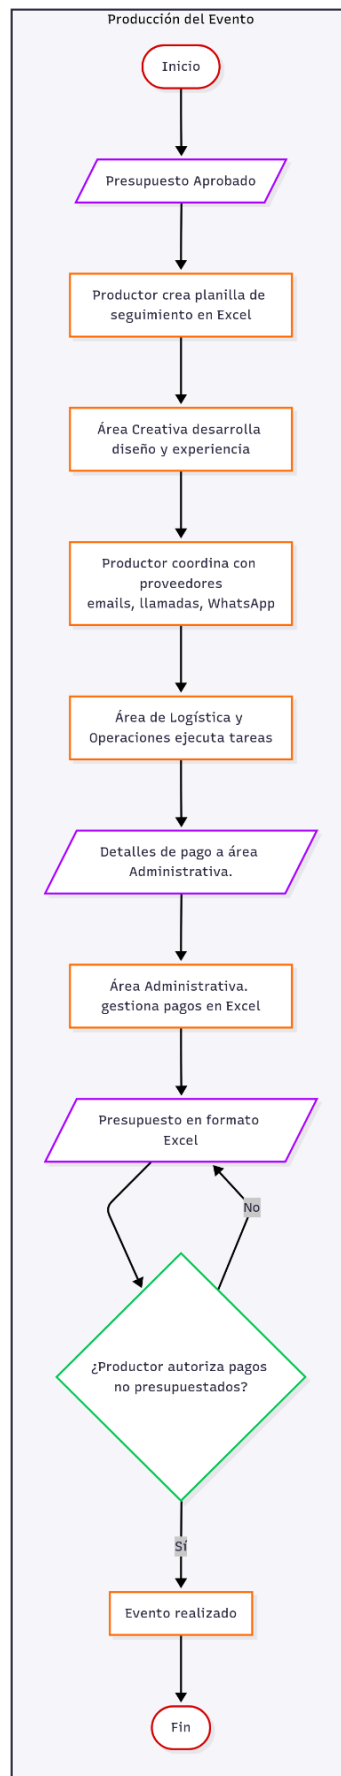 Producción del Evento
Inicio
Presupuesto Aprobado
Productor crea planilla de
seguimiento en Excel
Área Creativa desarrolla
diseño y experiencia
Productor coordina con
proveedores
emails, llamadas, WhatsApp
Área de Logística y
Operaciones ejecuta tareas
Detalles de pago a área
Administrativa.
Área Administrativa.
gestiona pagos en Excel
Presupuesto en formato
Excel
No
¿Productor autoriza pagos
no presupuestados?
Sí
Evento realizado
Fin